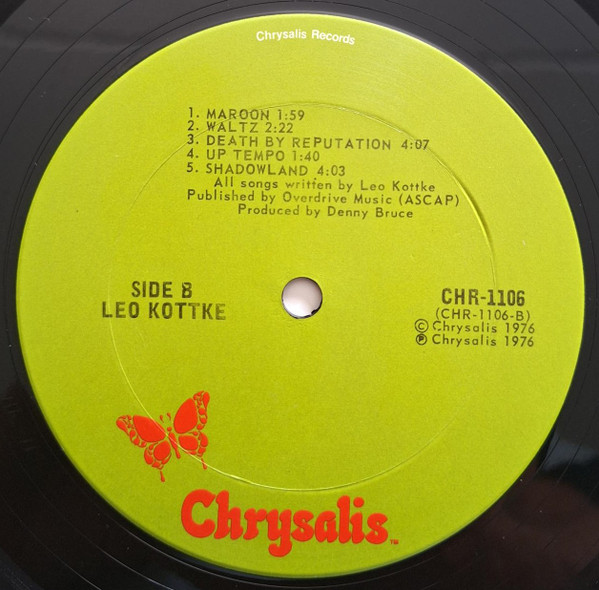 Chrysalis Records
1. MAROON 1:59
2. WALTZ 2:22
3. DEATH BY REPUTATION 4:07
4. UP TEMPO 1:40
5. SHADOWLAND 4:03
All songs written by Leo Kottke
Published by Overdrive Music (ASCAP)
Produced by Denny Bruce
SIDE B
LEO KOTTKE
CHR-1106
(CHR-1106-B)
© Chrysalis 1976
℗ Chrysalis 1976
Chrysalis™